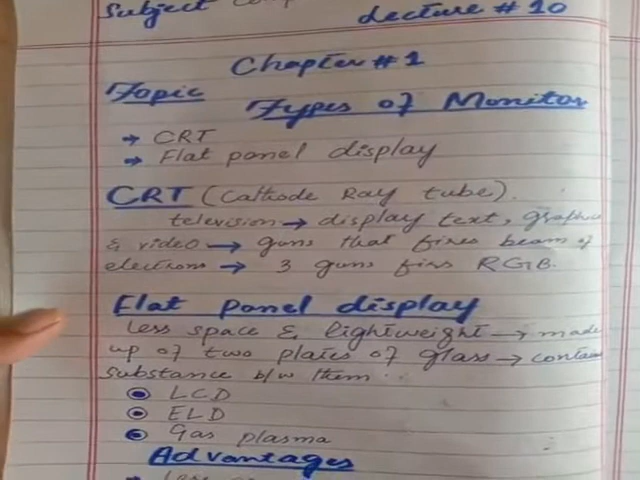 Subject Comp
Lecture # 10
Chapter # 1
Topic
Types of Monitor
→ CRT
→ Flat panel display
CRT (Cathode Ray tube).
television → display text, graphics
& video → guns that fires beam of
electrons → 3 guns fires RGB.
Flat panel display
Less space & lightweight → made
up of two plates of glass → contain
Substance b/w them ..
LCD
ELD
Gas plasma
Advantages
→ Less